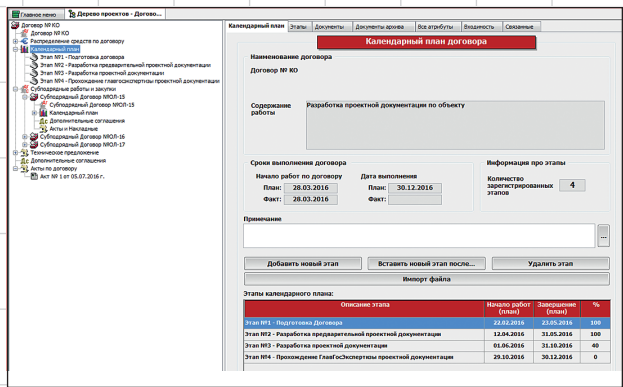 Главное меню
Дерево проектов - Догово...
Договор № КО
Договор № КО
Распределение средств по договору
Календарный план
Этап №1 - Подготовка договора
Этап №2 - Разработка предварительной проектной документации
Этап №3 - Разработка проектной документации
Этап №4 - Прохождение главгосэкспертизы проектной документации
Субподрядные работы и закупки
Субподрядный Договор №ОЛ-15
Субподрядный Договор №ОЛ-15
Календарный план
Дополнительные соглашения
Акты и Накладные
Субподрядный Договор №ОЛ-16
Субподрядный Договор №ОЛ-17
Техническое предложение
Дополнительные соглашения
Акты по договору
Акт № 1 от 05.07.2016 г.
Календарный план Этапы Документы Документы архива Все атрибуты Входимость Связанные
Календарный план договора
Наименование договора
Договор № КО
Содержание работы
Разработка проектной документации по объекту
Сроки выполнения договора
Начало работ по договору Дата выполнения
План: 28.03.2016 План: 30.12.2016
Факт: 28.03.2016 Факт:
Информация про этапы
Количество зарегистрированных этапов 4
Примечание
...
Добавить новый этап Вставить новый этап после... Удалить этап
Импорт файла
Этапы календарного плана:
Описание этапа Начало работ (план) Завершение (план) %
Этап №1 - Подготовка Договора 22.02.2016 23.05.2016 100
Этап №2 - Разработка предварительной проектной документации 12.04.2016 31.05.2016 100
Этап №3 - Разработка проектной документации 01.06.2016 31.10.2016 40
Этап №4 - Прохождение ГлавГосЭкспертизы проектной документации 29.10.2016 30.12.2016 0